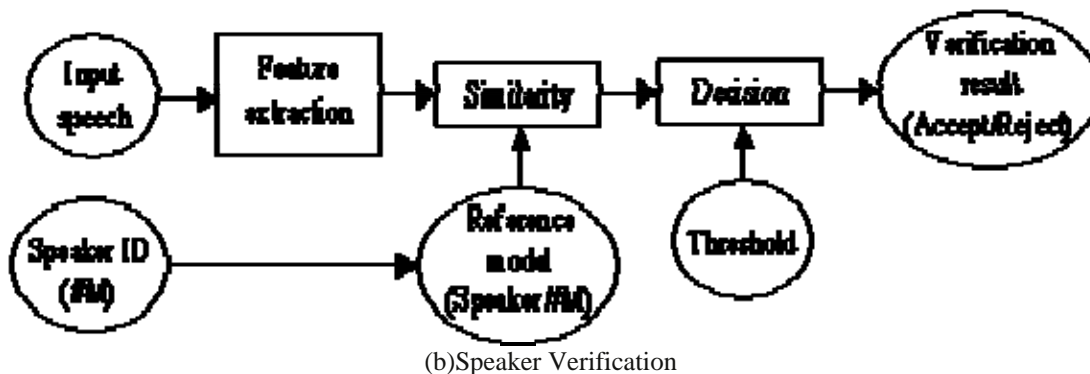 Input
speech
Feature
extraction
Similarity
Decision
Verification
result
(Accept/Reject)
Speaker ID
(#M)
Reference
model
(Speaker #M)
Threshold
(b)Speaker Verification